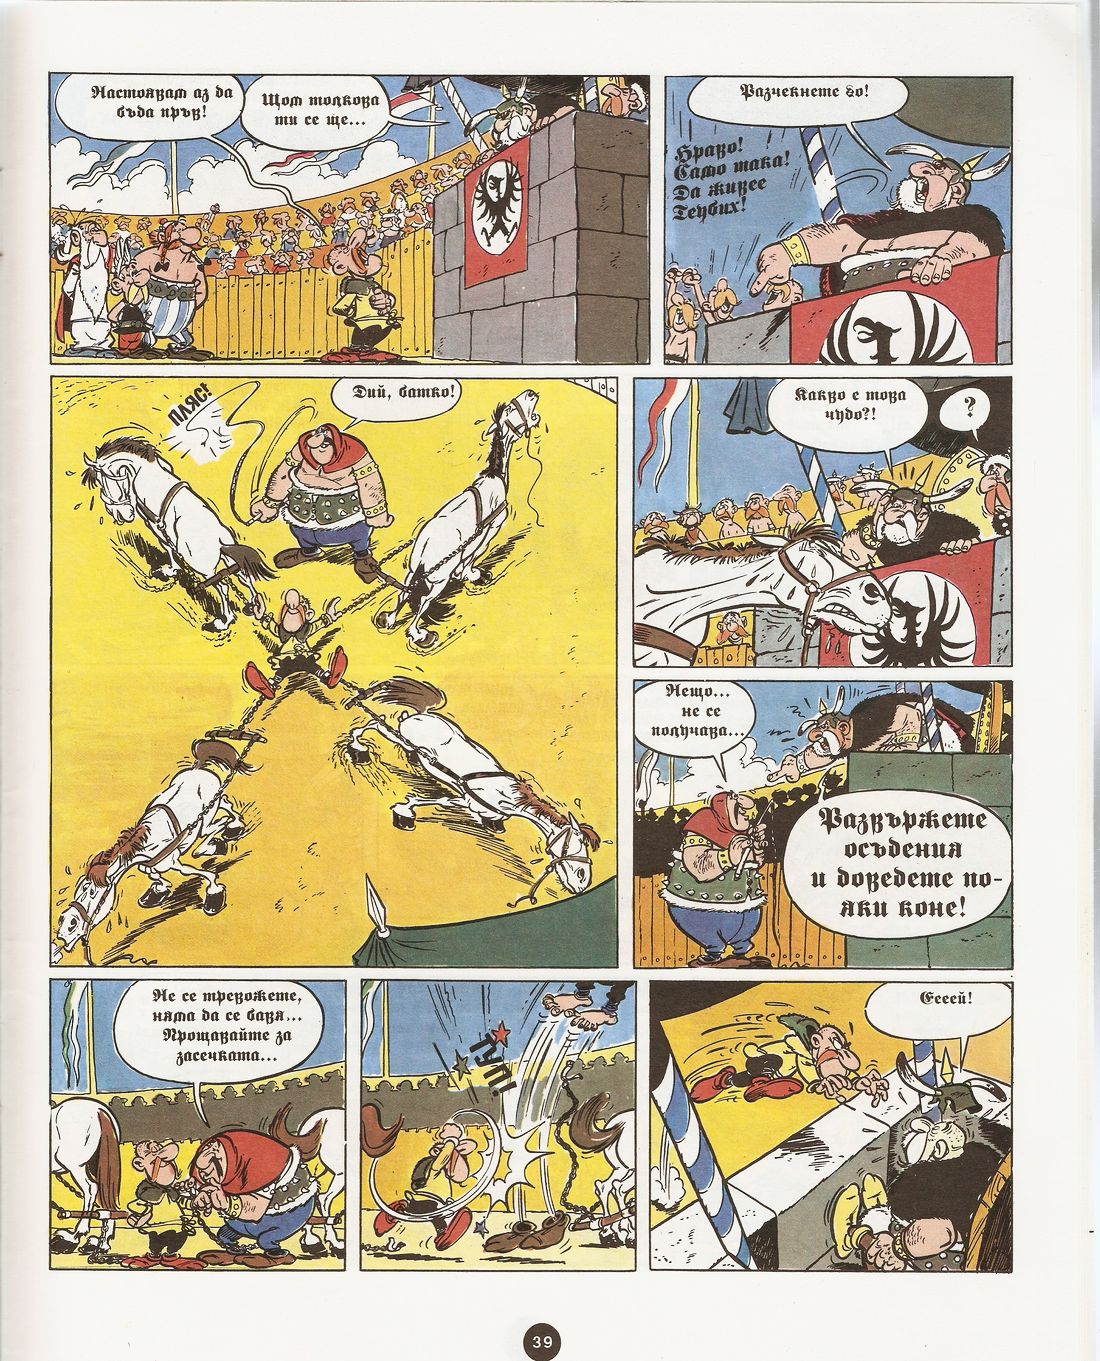 Настоявам аз да
бъда пръв!
Щом толкова
ти се ще...
Разчекнете го!
Браво!
Само така!
Да живее
Теувих!
ПЛЯС!
Дий, батко!
Какво е това
чудо?!
?
Нещо...
не се
получава...
Развържете
осъдения
и доведете по-
яки коне!
Не се тревожете,
няма да се бавя...
Прощавайте за
засечката...
ТУП!
Еееей!
39